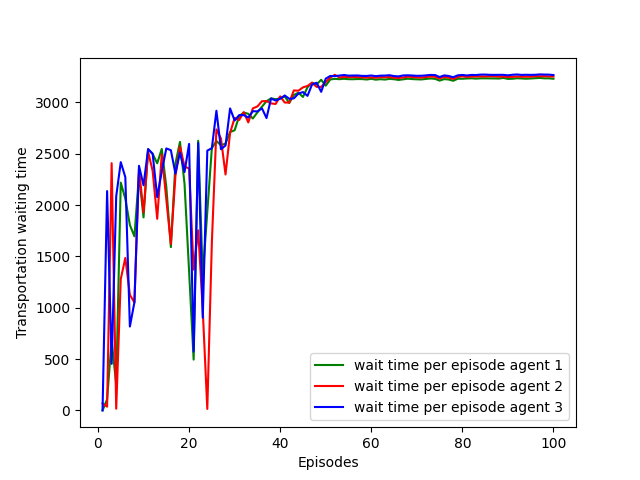 3000
2500
2000
1500
1000
500
0
Transportation waiting time
wait time per episode agent 1
wait time per episode agent 2
wait time per episode agent 3
0 20 40 60 80 100
Episodes